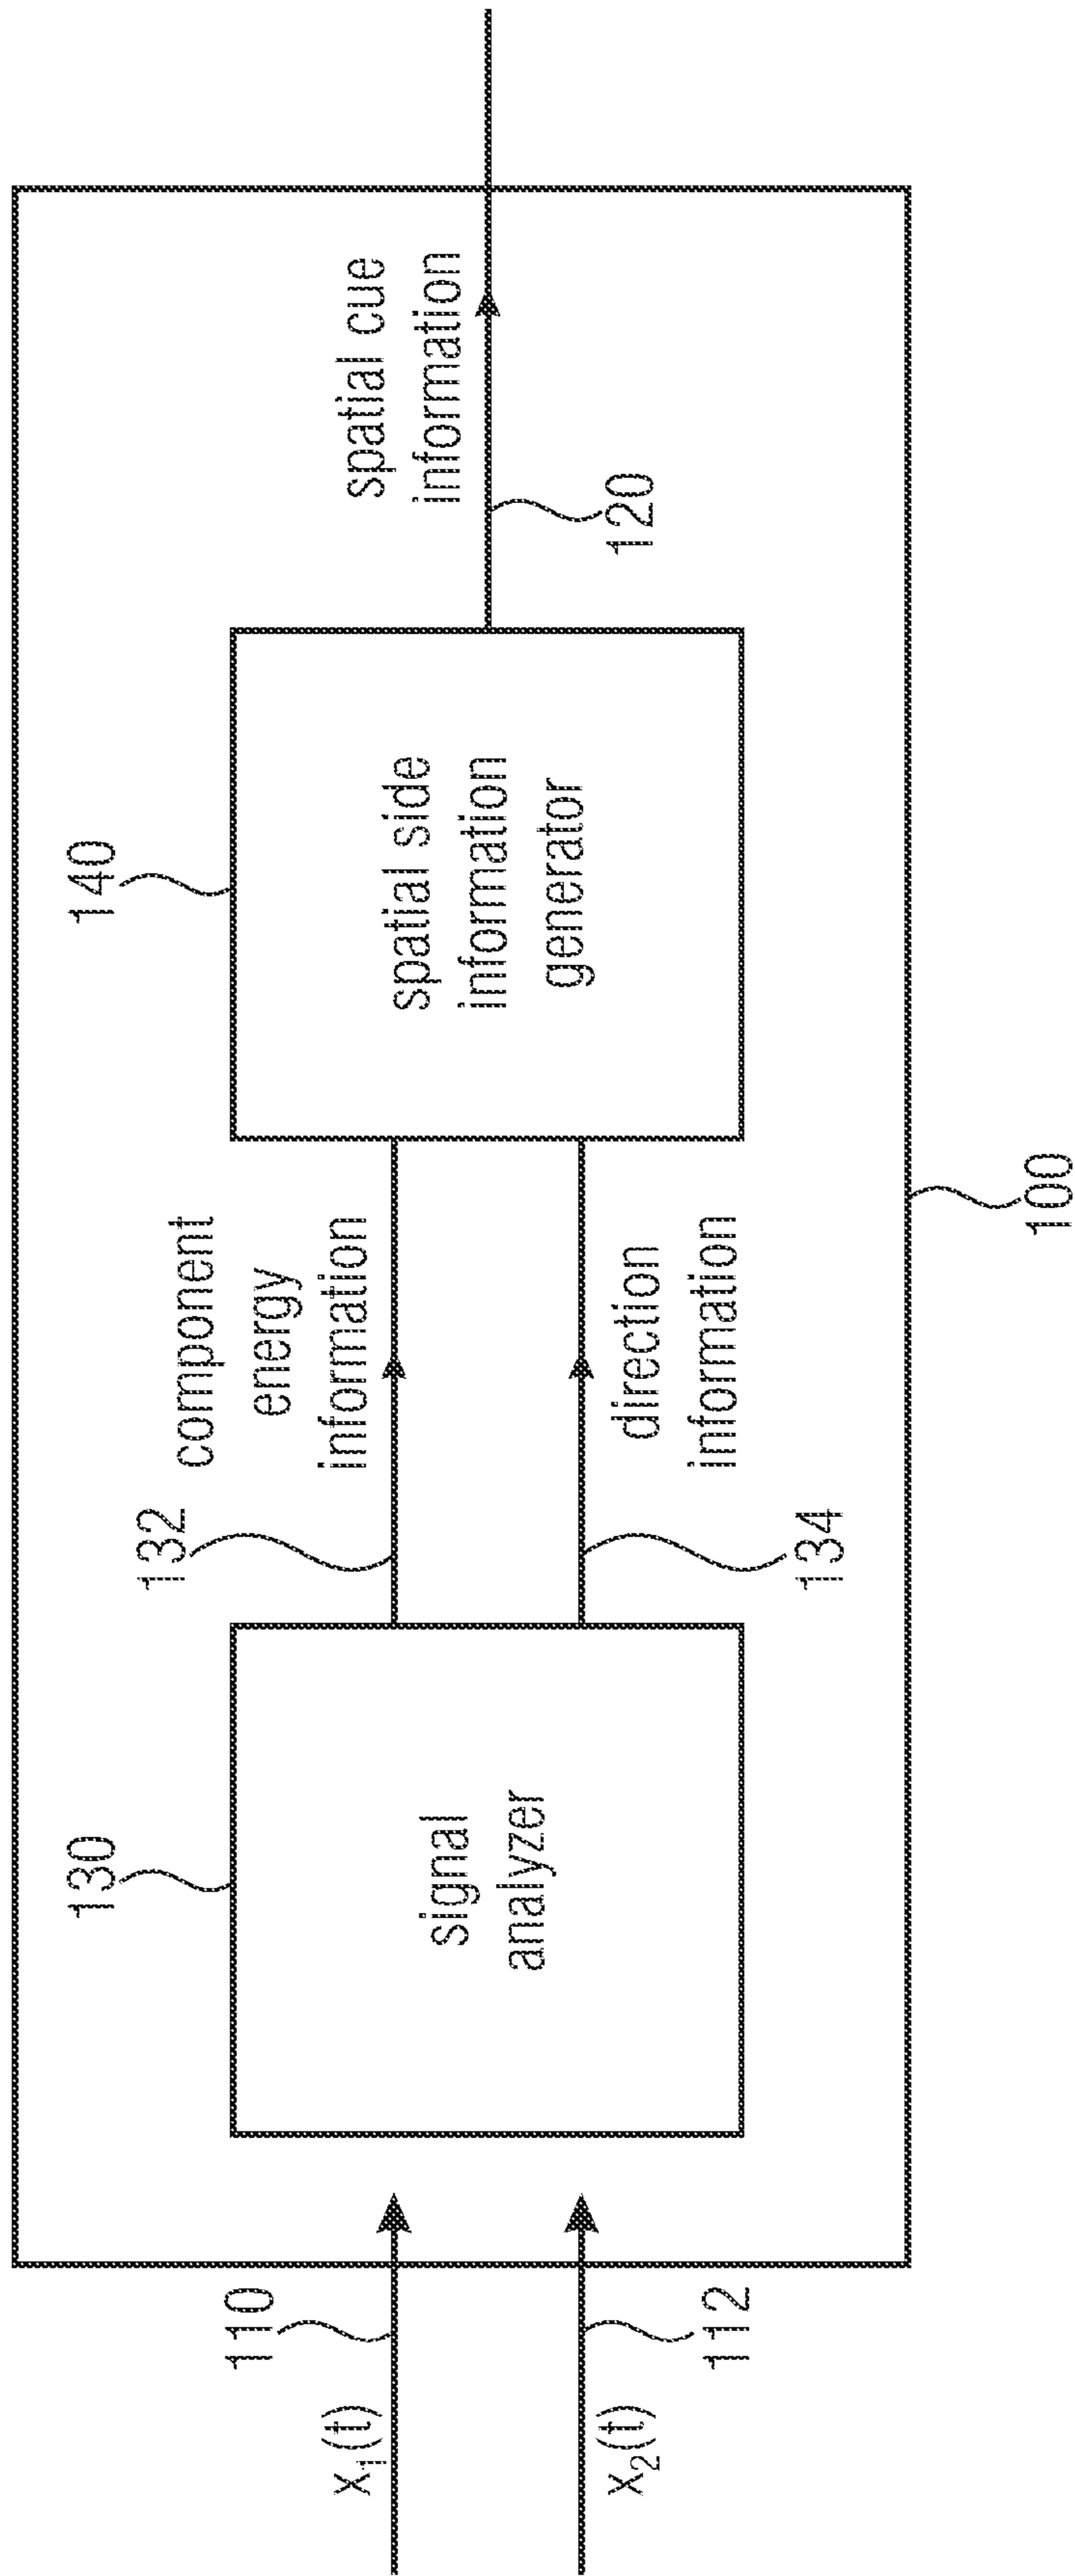 x₁(t)
110
x₂(t)
112
130
signal
analyzer
132
component
energy
information
134
direction
information
140
spatial side
information
generator
spatial cue
information
120
100